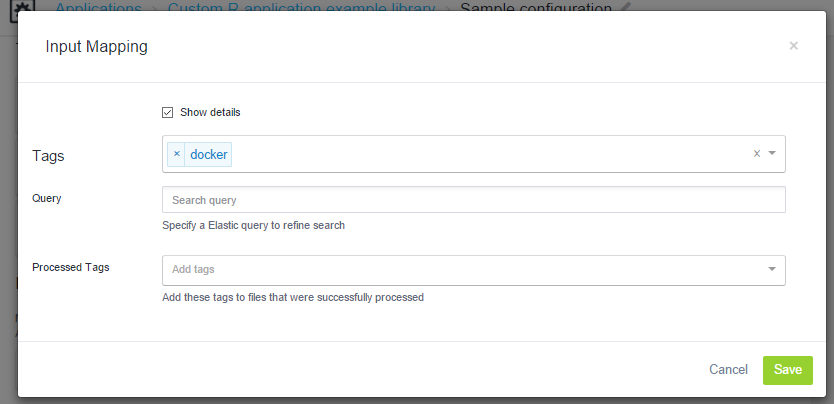 Applications > Custom R application example library > Sample configuration
Input Mapping
×
Show details
Tags
× docker
Query
Search query
Specify a Elastic query to refine search
Processed Tags
Add tags
Add these tags to files that were successfully processed
Cancel
Save